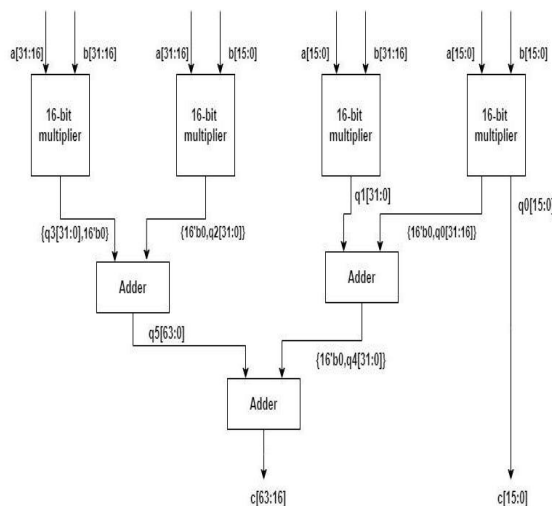 a[31:16] b[31:16] a[31:16] b[15:0] a[15:0] b[31:16] a[15:0] b[15:0]
16-bit
multiplier
16-bit
multiplier
16-bit
multiplier
16-bit
multiplier
q1[31:0]
q0[15:0]
{q3[31:0],16'b0}
{16'b0,q2[31:0]}
{16'b0,q0[31:16]}
Adder
Adder
q5[63:0]
{16'b0,q4[31:0]}
Adder
c[63:16]
c[15:0]